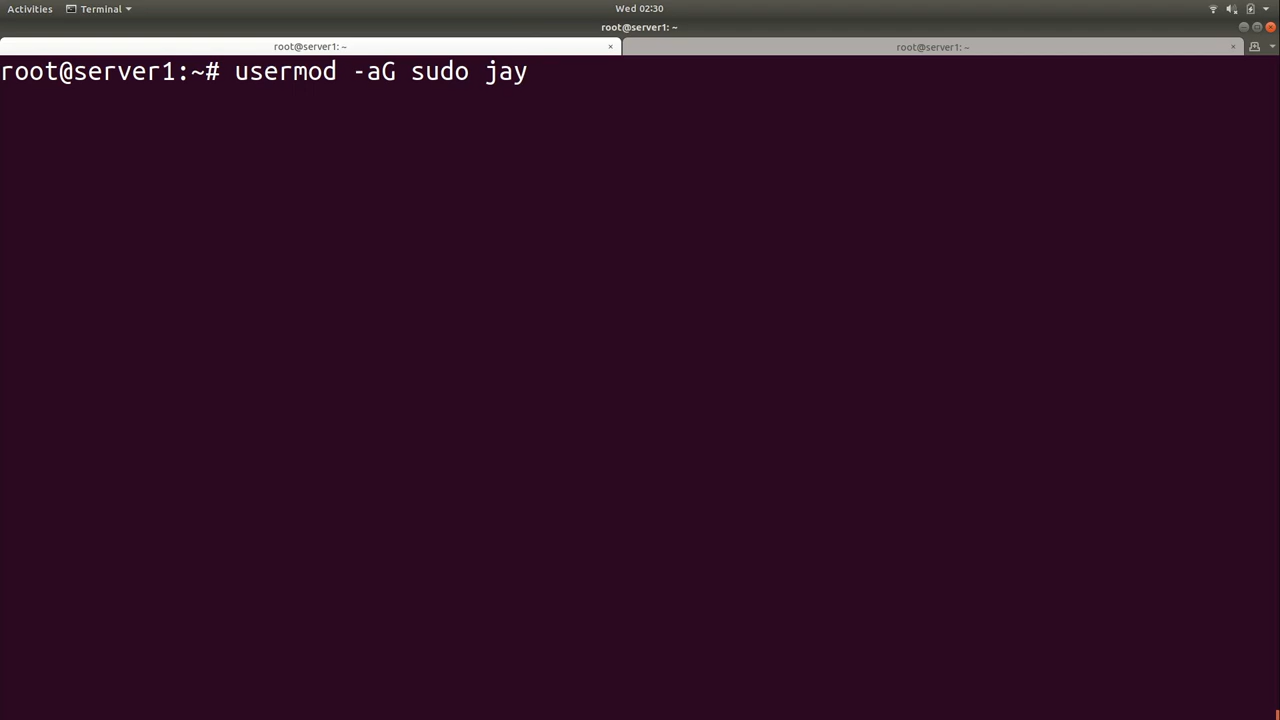 Activities Terminal Wed 02:30
root@server1: ~
root@server1: ~ × root@server1: ~ ×
root@server1:~# usermod -aG sudo jay